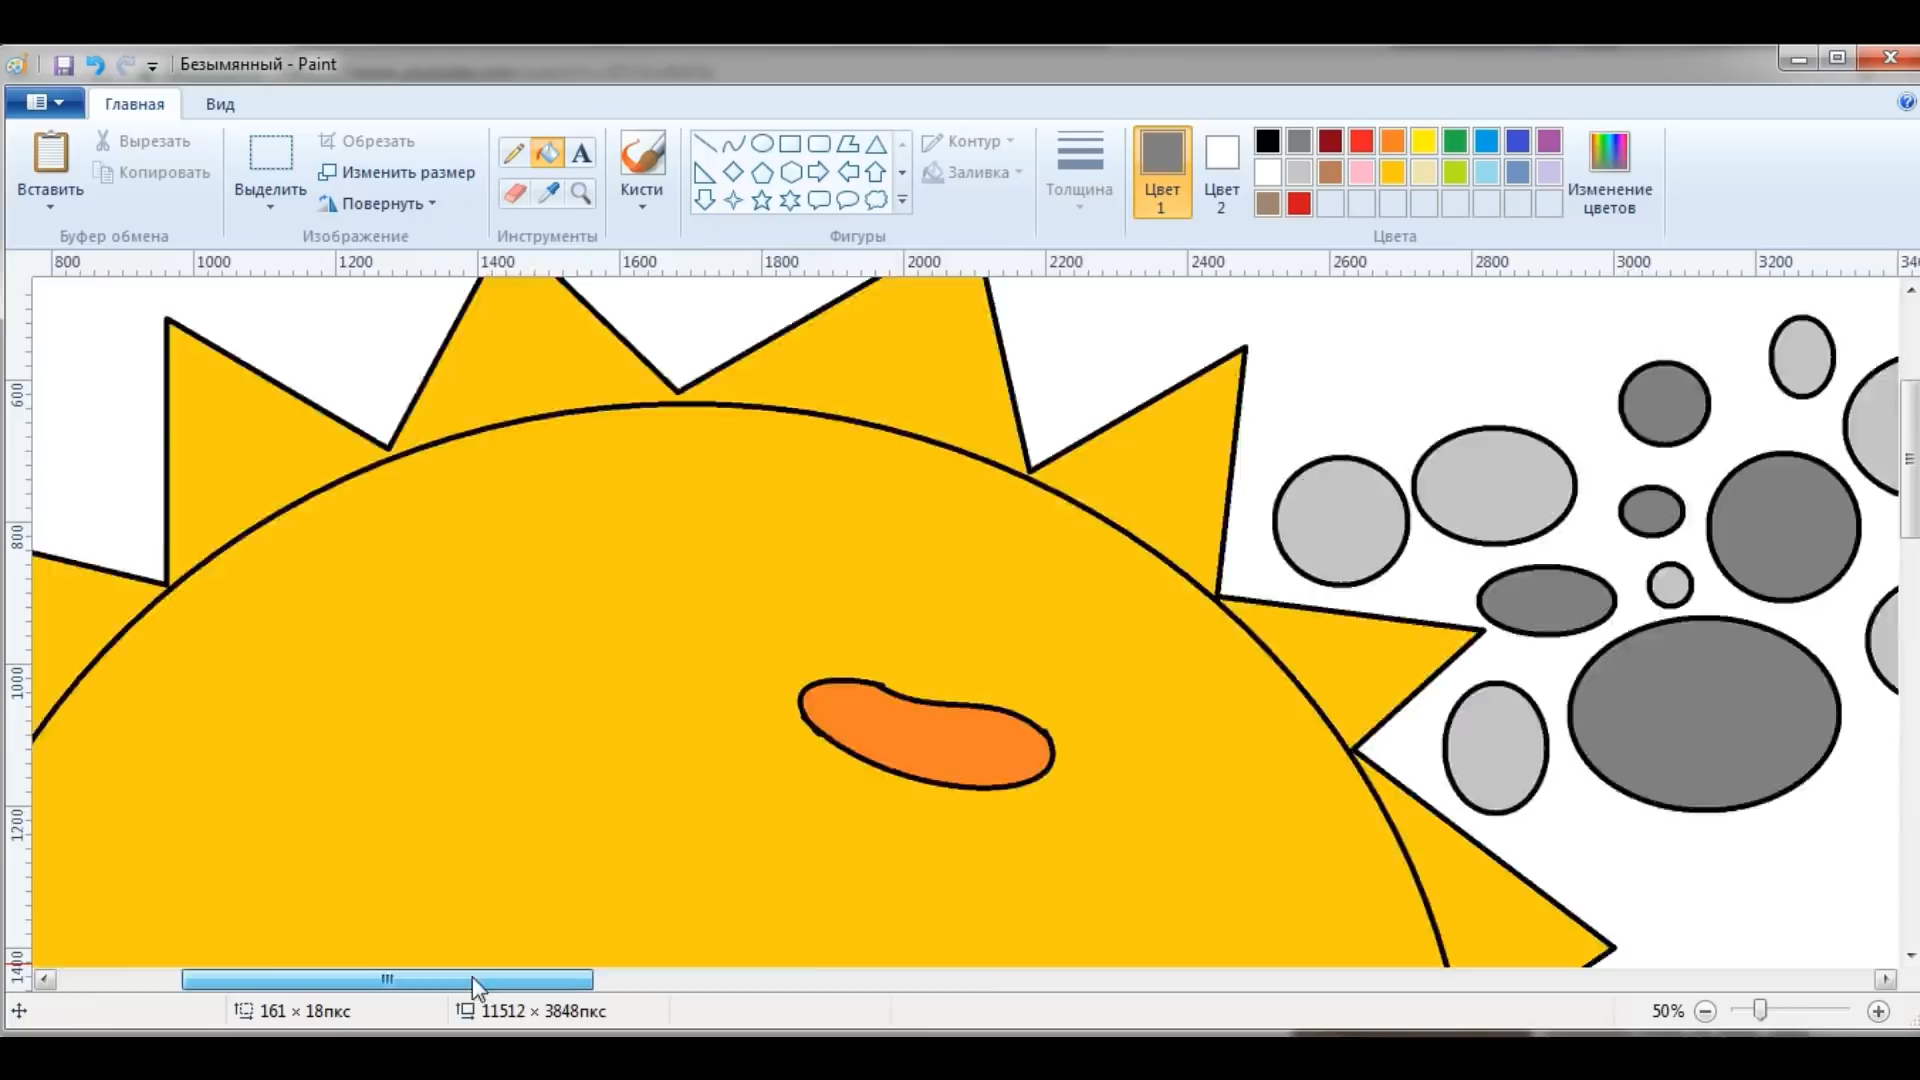 Безымянный - Paint
Главная Вид
Вставить
Вырезать
Копировать
Буфер обмена
Выделить
Обрезать
Изменить размер
Повернуть
Изображение
A
Инструменты
Кисти
Фигуры
Контур
Заливка
Толщина
Цвет
1
Цвет
2
Изменение
цветов
Цвета
800 1000 1200 1400 1600 1800 2000 2200 2400 2600 2800 3000 3200
600
800
1000
1200
1400
161 × 18пкс 11512 × 3848пкс 50%